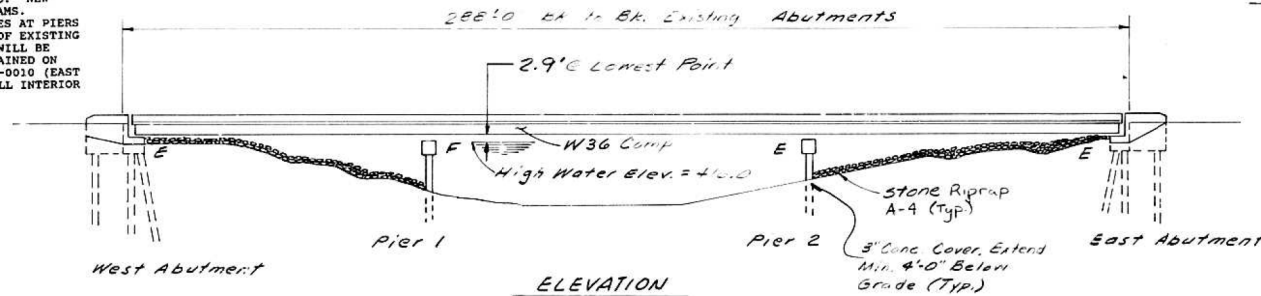 AMS.
ES AT PIERS
OF EXISTING
WILL BE
AINED ON
-0010 (EAST
LL INTERIOR
288'-0 Bk to Bk. Existing Abutments
2.9' @ Lowest Point
W36 Comp
E
F
E
E
High Water Elev. =
Stone Riprap
A-4 (Typ.)
Pier 1
Pier 2
3" Conc Cover, Extend
Min. 4'-0" Below
Grade (Typ.)
West Abutment
East Abutment
ELEVATION